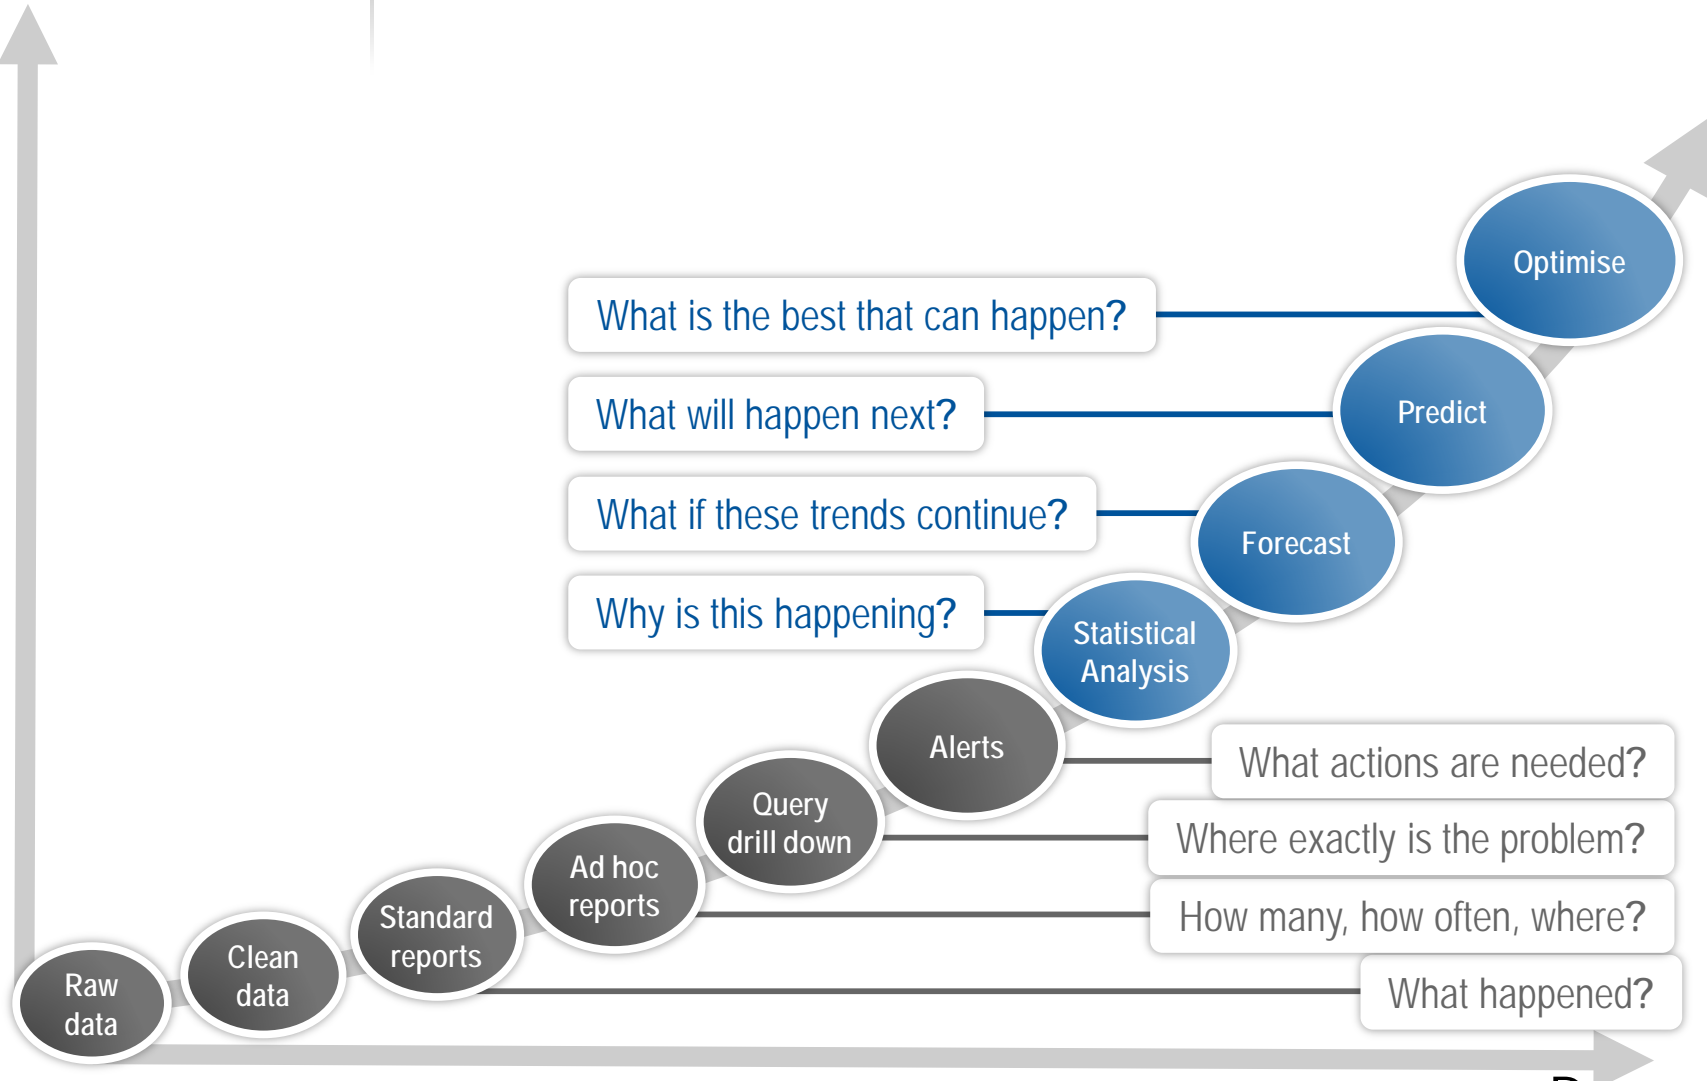 Optimise
What is the best that can happen?
Predict
What will happen next?
Forecast
What if these trends continue?
Statistical
Analysis
Why is this happening?
Alerts
What actions are needed?
Query
drill down
Where exactly is the problem?
Ad hoc
reports
How many, how often, where?
Standard
reports
What happened?
Clean
data
Raw
data